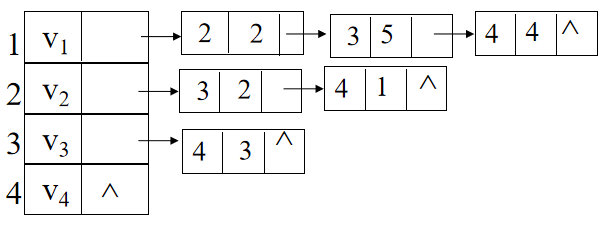 1 v₁ 2 2 3 5 4 4 ^
2 v₂ 3 2 4 1 ^
3 v₃ 4 3 ^
4 v₄ ^